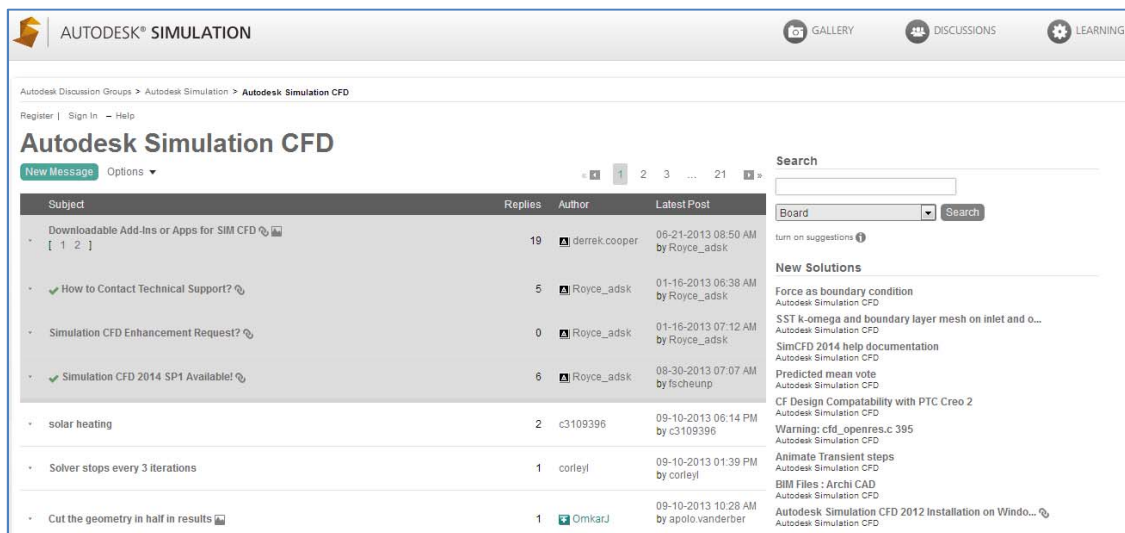 AUTODESK® SIMULATION
GALLERY
DISCUSSIONS
LEARNING
Autodesk Discussion Groups > Autodesk Simulation > Autodesk Simulation CFD
Register | Sign In – Help
Autodesk Simulation CFD
New Message Options
« 1 2 3 ... 21 »
Subject Replies Author Latest Post
Downloadable Add-Ins or Apps for SIM CFD
[ 1 2 ]
19 derrek.cooper
06-21-2013 08:50 AM
by Royce_adsk
How to Contact Technical Support? 5 Royce_adsk
01-16-2013 06:38 AM
by Royce_adsk
Simulation CFD Enhancement Request? 0 Royce_adsk
01-16-2013 07:12 AM
by Royce_adsk
Simulation CFD 2014 SP1 Available! 6 Royce_adsk
08-30-2013 07:07 AM
by fscheunp
solar heating 2 c3109396
09-10-2013 06:14 PM
by c3109396
Solver stops every 3 iterations 1 corleyl
09-10-2013 01:39 PM
by corleyl
Cut the geometry in half in results 1 OmkarJ
09-10-2013 10:28 AM
by apolo.vanderber
Search
Board Search
turn on suggestions
New Solutions
Force as boundary condition
Autodesk Simulation CFD
SST k-omega and boundary layer mesh on inlet and o...
Autodesk Simulation CFD
SimCFD 2014 help documentation
Autodesk Simulation CFD
Predicted mean vote
Autodesk Simulation CFD
CF Design Compatability with PTC Creo 2
Autodesk Simulation CFD
Warning: cfd_openres.c 395
Autodesk Simulation CFD
Animate Transient steps
Autodesk Simulation CFD
BIM Files : Archi CAD
Autodesk Simulation CFD
Autodesk Simulation CFD 2012 Installation on Windo...
Autodesk Simulation CFD